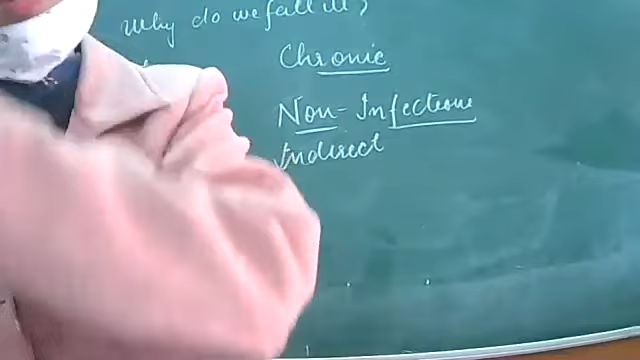 Why do we fall ill?
Chronic
Non-Infectious
Indirect